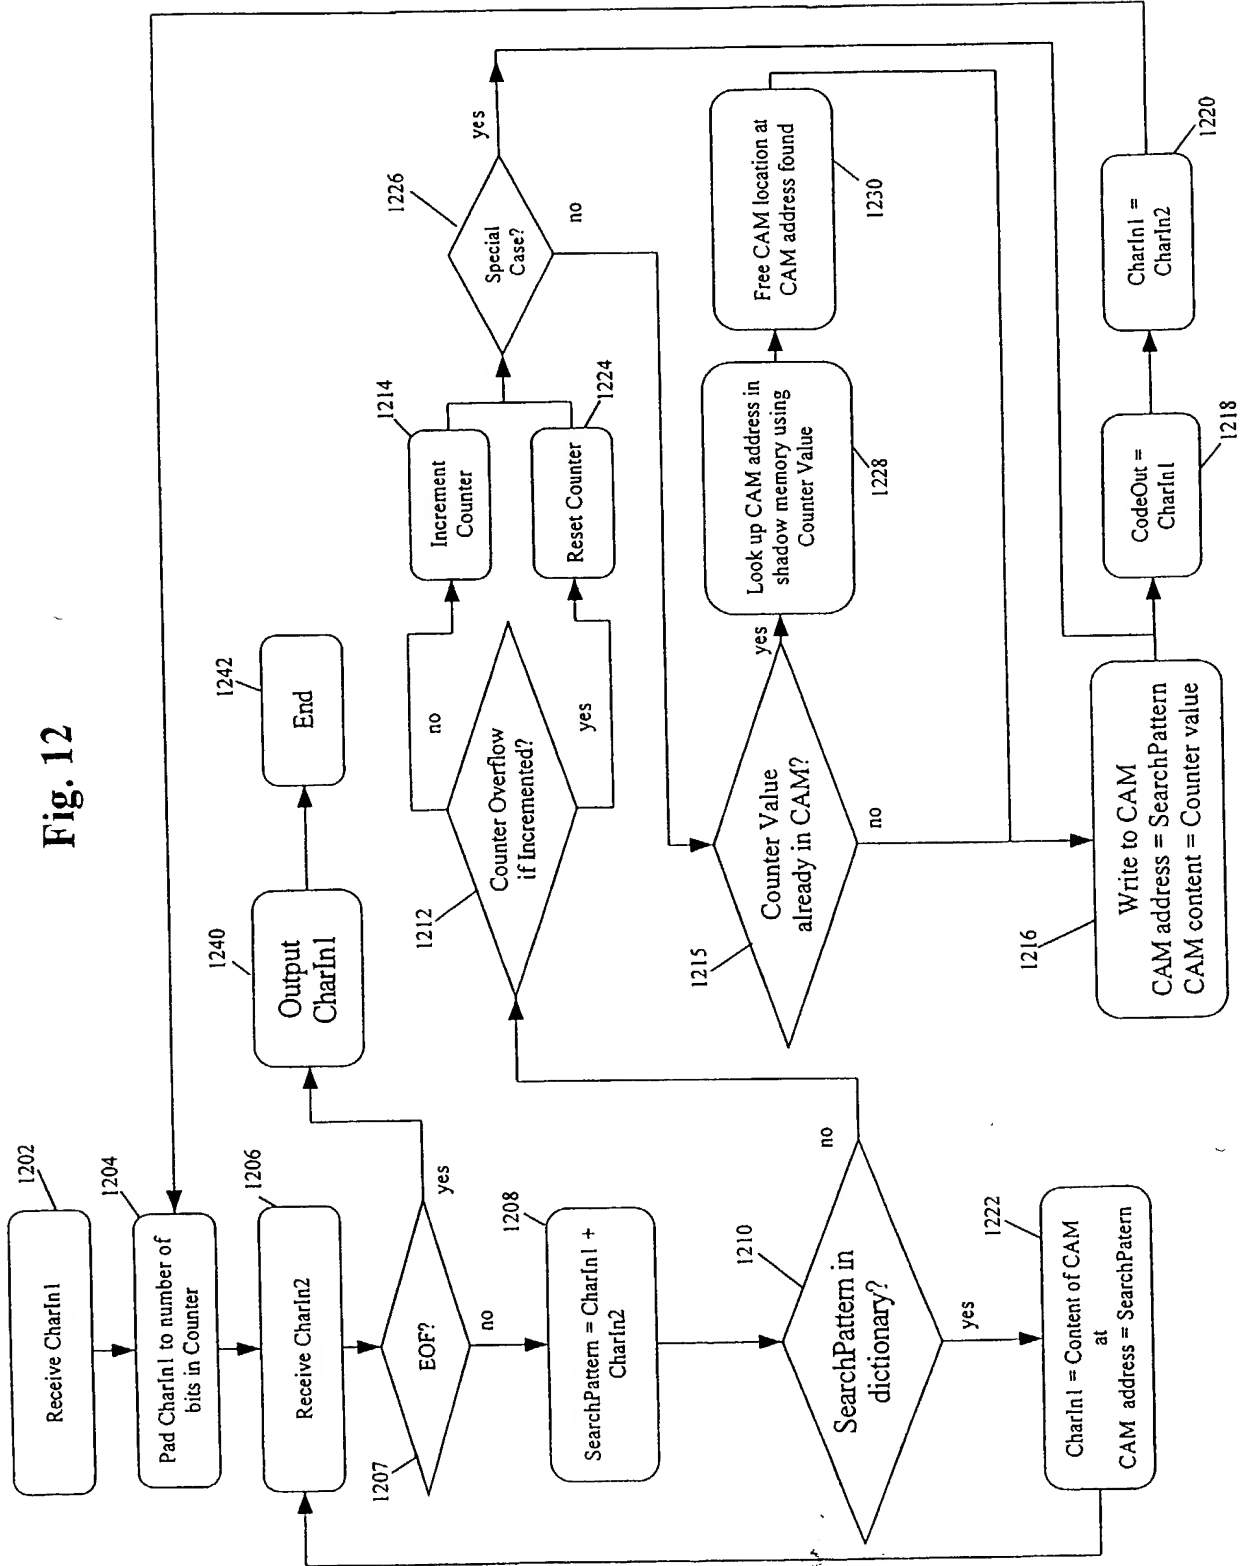 Fig. 12
1202
Receive CharIn1
1204
Pad CharIn1 to number of
bits in Counter
1206
Receive CharIn2
1207
EOF?
yes
no
1240
Output
CharIn1
1242
End
1208
SearchPattern = CharIn1 +
CharIn2
1210
SearchPattern in
dictionary?
no
yes
1222
CharIn1 = Content of CAM
at
CAM address = SearchPatern
1212
Counter Overflow
if Incremented?
no
yes
1214
Increment
Counter
1224
Reset Counter
1226
Special
Case?
yes
no
1215
Counter Value
already in CAM?
yes
no
1228
Look up CAM address in
shadow memory using
Counter Value
1230
Free CAM location at
CAM address found
1216
Write to CAM
CAM address = SearchPattern
CAM content = Counter value
1218
CodeOut =
CharIn1
1220
CharIn1 =
CharIn2